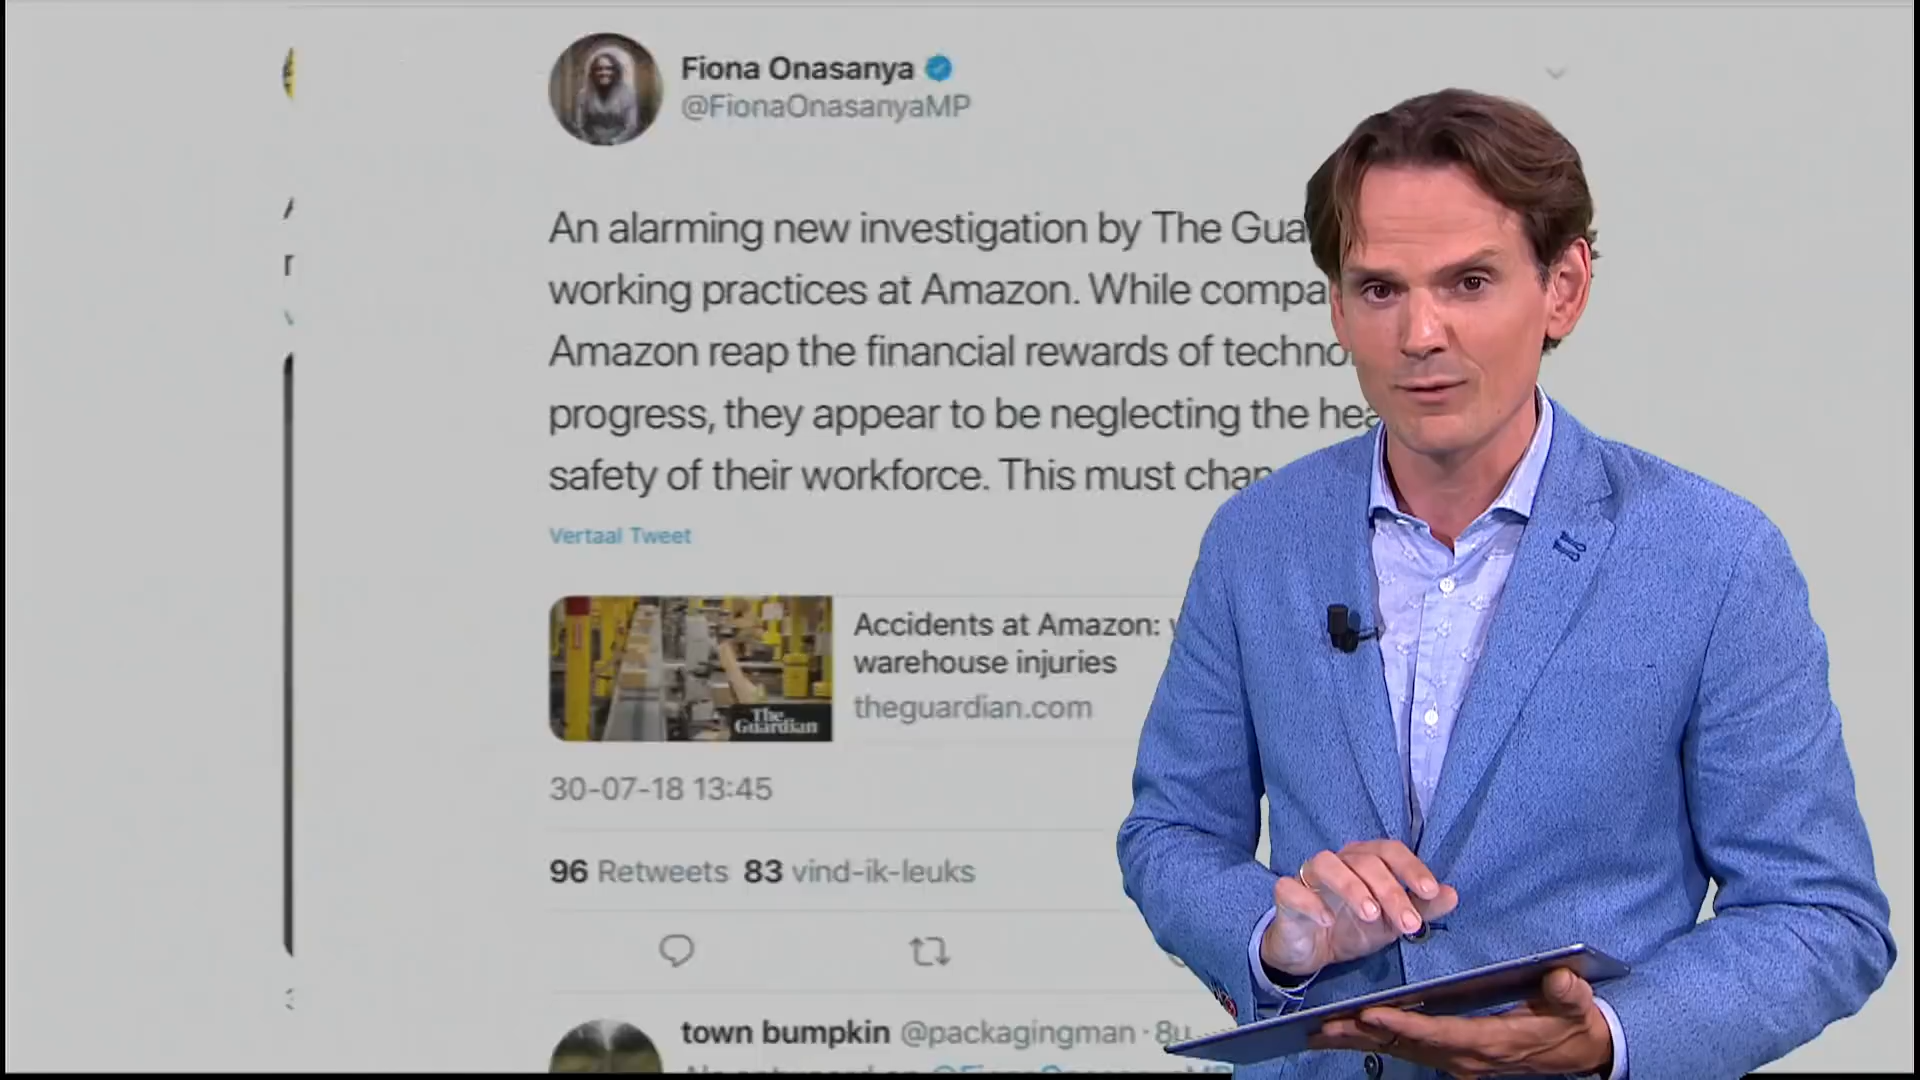 Fiona Onasanya
@FionaOnasanyaMP
An alarming new investigation by The Gua
working practices at Amazon. While compa
Amazon reap the financial rewards of techno
progress, they appear to be neglecting the hea
safety of their workforce. This must chan
Vertaal Tweet
Accidents at Amazon:
warehouse injuries
theguardian.com
The
Guardian
30-07-18 13:45
96 Retweets 83 vind-ik-leuks
town bumpkin @packagingman · 8u